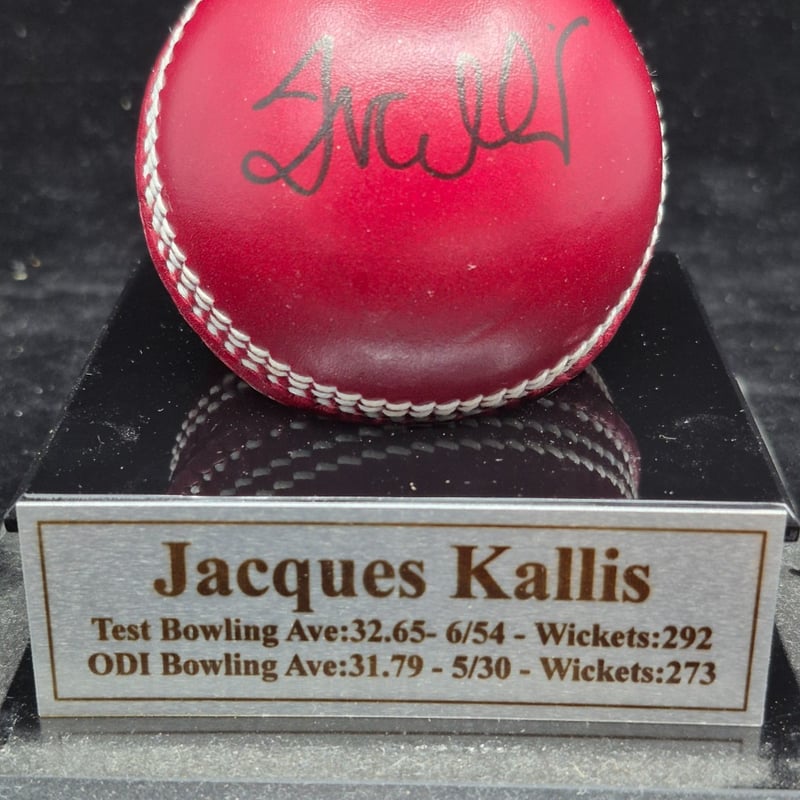 Jacques Kallis
Test Bowling Ave:32.65- 6/54 - Wickets:292
ODI Bowling Ave:31.79 - 5/30 - Wickets:273